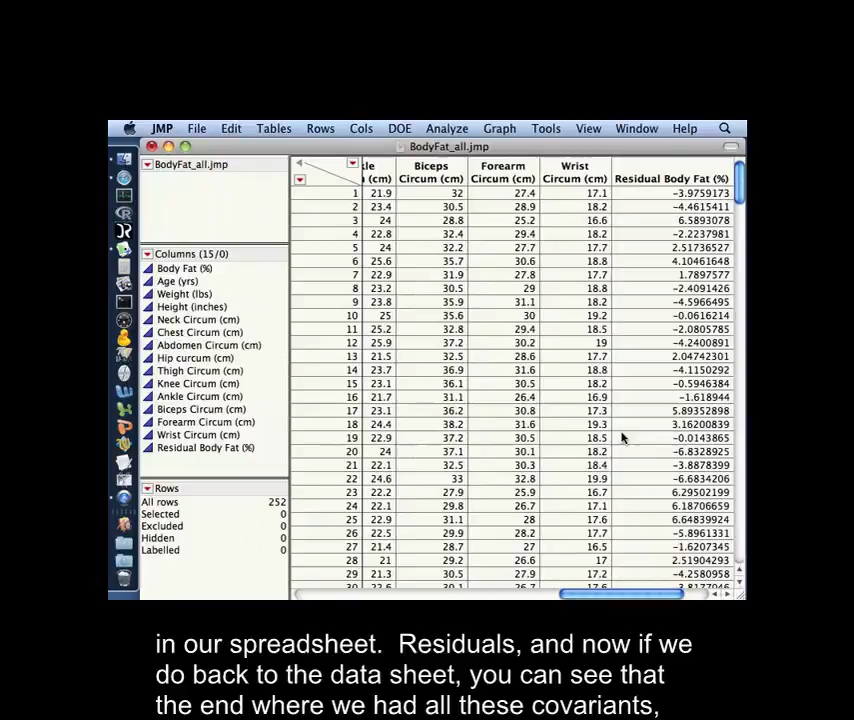 JMP File Edit Tables Rows Cols DOE Analyze Graph Tools View Window Help
BodyFat_all.jmp
BodyFat_all.jmp
Columns (15/0)
Body Fat (%)
Age (yrs)
Weight (lbs)
Height (inches)
Neck Circum (cm)
Chest Circum (cm)
Abdomen Circum (cm)
Hip curcum (cm)
Thigh Circum (cm)
Knee Circum (cm)
Ankle Circum (cm)
Biceps Circum (cm)
Forearm Circum (cm)
Wrist Circum (cm)
Residual Body Fat (%)
Rows
All rows 252
Selected 0
Excluded 0
Hidden 0
Labelled 0
kle Biceps Forearm Wrist
(cm) Circum (cm) Circum (cm) Circum (cm) Residual Body Fat (%)
1 21.9 32 27.4 17.1 -3.9759173
2 23.4 30.5 28.9 18.2 -4.4615411
3 24 28.8 25.2 16.6 6.5893078
4 22.8 32.4 29.4 18.2 -2.2237981
5 24 32.2 27.7 17.7 2.51736527
6 25.6 35.7 30.6 18.8 4.10461648
7 22.9 31.9 27.8 17.7 1.7897577
8 23.2 30.5 29 18.8 -2.4091426
9 23.8 35.9 31.1 18.2 -4.5966495
10 25 35.6 30 19.2 -0.0616214
11 25.2 32.8 29.4 18.5 -2.0805785
12 25.9 37.2 30.2 19 -4.2400891
13 21.5 32.5 28.6 17.7 2.04742301
14 23.7 36.9 31.6 18.8 -4.1150292
15 23.1 36.1 30.5 18.2 -0.5946384
16 21.7 31.1 26.4 16.9 -1.618944
17 23.1 36.2 30.8 17.3 5.89352898
18 24.4 38.2 31.6 19.3 3.16200839
19 22.9 37.2 30.5 18.5 -0.0143865
20 24 37.1 30.1 18.2 -6.8328925
21 22.1 32.5 30.3 18.4 -3.8878399
22 24.6 33 32.8 19.9 -6.6834206
23 22.2 27.9 25.9 16.7 6.29502199
24 22.1 29.8 26.7 17.1 6.18706659
25 22.9 31.1 28 17.6 6.64839924
26 22.5 29.9 28.2 17.7 -5.8961331
27 21.4 28.7 27 16.5 -1.6207345
28 21 29.2 26.6 17 2.51904293
29 21.3 30.5 27.9 17.2 -4.2580958
in our spreadsheet. Residuals, and now if we
do back to the data sheet, you can see that
the end where we had all these covariants,